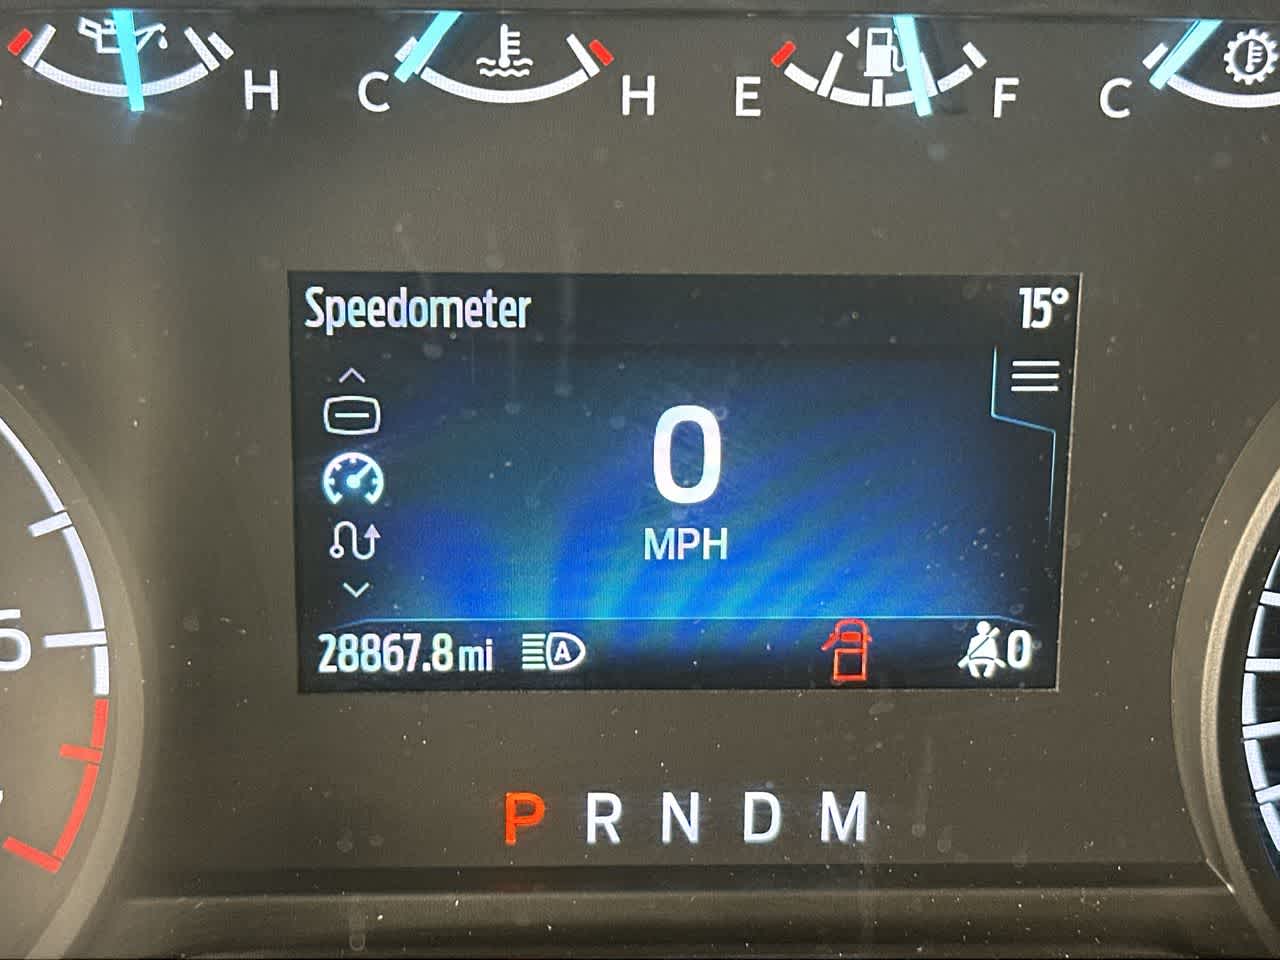 H C H E F C
Speedometer 15°
0
MPH
28867.8 mi A 0
P R N D M